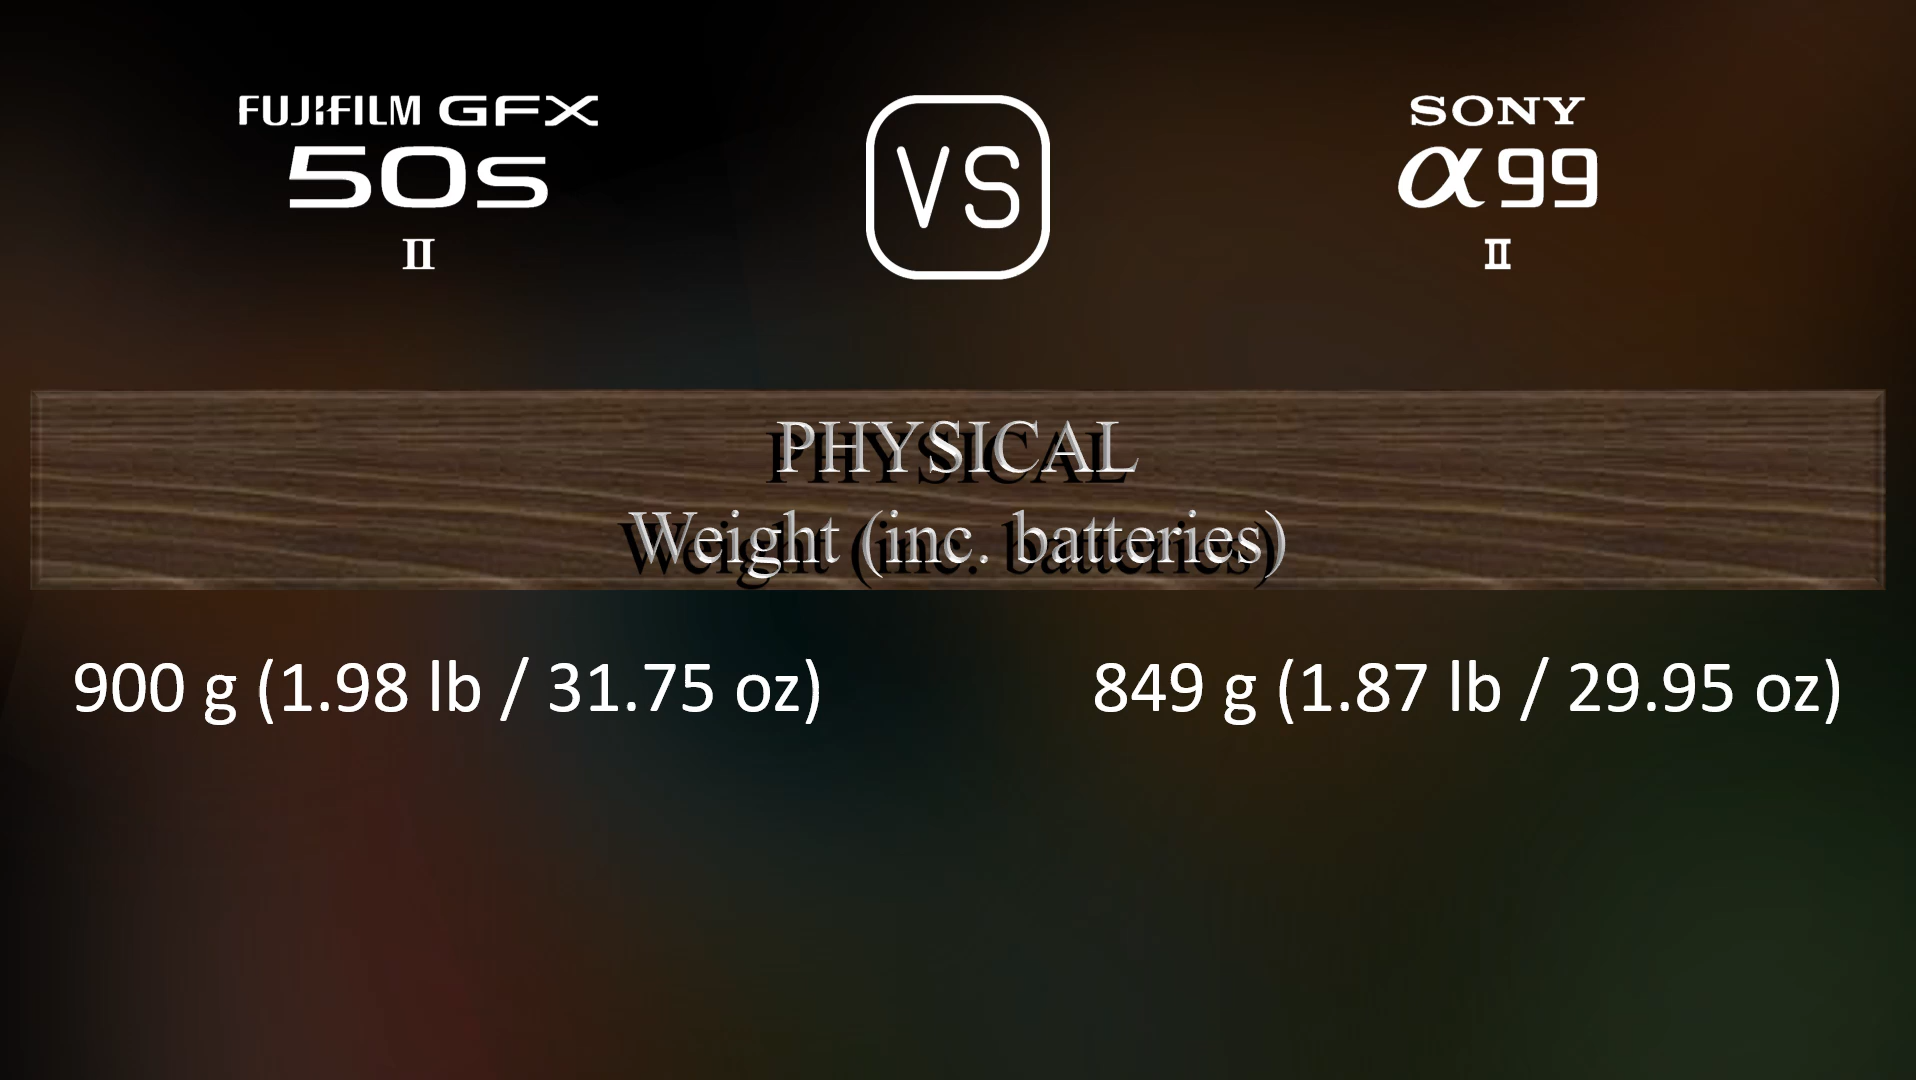 FUJIFILM GFX
50S
II
VS
SONY
α99
II
PHYSICAL
Weight (inc. batteries)
900 g (1.98 lb / 31.75 oz)
849 g (1.87 lb / 29.95 oz)